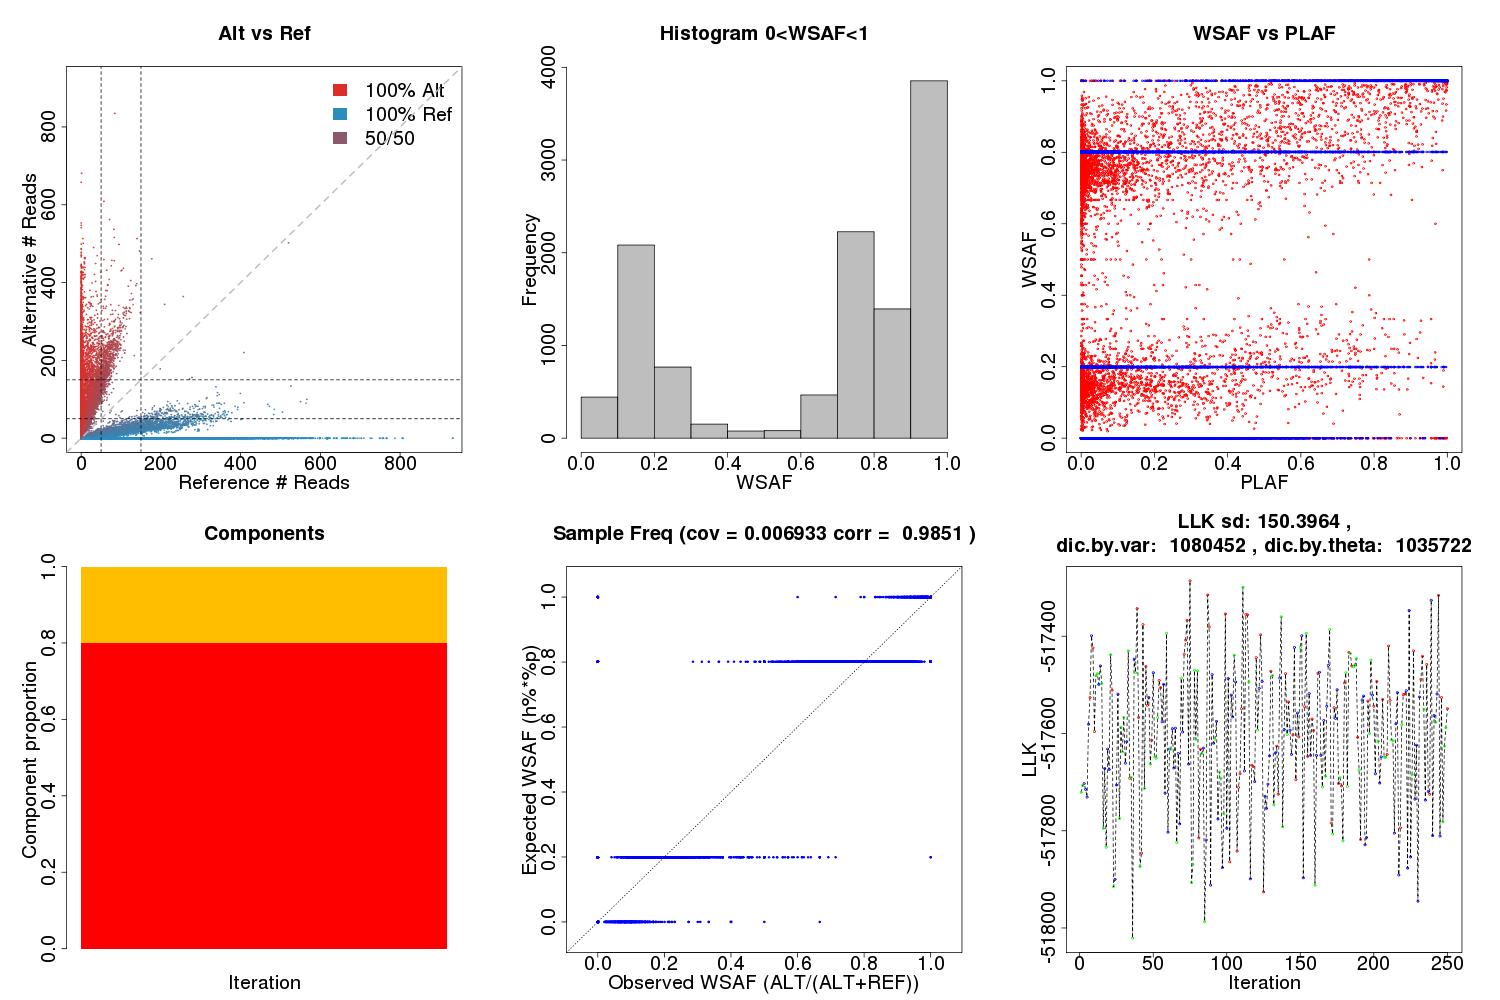 Alt vs Ref
Alternative # Reads
0 200 400 600 800
100% Alt
100% Ref
50/50
0 200 400 600 800
Reference # Reads
Histogram 0<WSAF<1
Frequency
0 1000 2000 3000 4000
0.0 0.2 0.4 0.6 0.8 1.0
WSAF
WSAF vs PLAF
WSAF
0.0 0.2 0.4 0.6 0.8 1.0
0.0 0.2 0.4 0.6 0.8 1.0
PLAF
Components
Component proportion
0.0 0.2 0.4 0.6 0.8 1.0
Iteration
Sample Freq (cov = 0.006933 corr = 0.9851 )
Expected WSAF (h%*%p)
0.0 0.2 0.4 0.6 0.8 1.0
0.0 0.2 0.4 0.6 0.8 1.0
Observed WSAF (ALT/(ALT+REF))
LLK sd: 150.3964 ,
dic.by.var: 1080452 , dic.by.theta: 1035722
LLK
-518000 -517800 -517600 -517400
0 50 100 150 200 250
Iteration